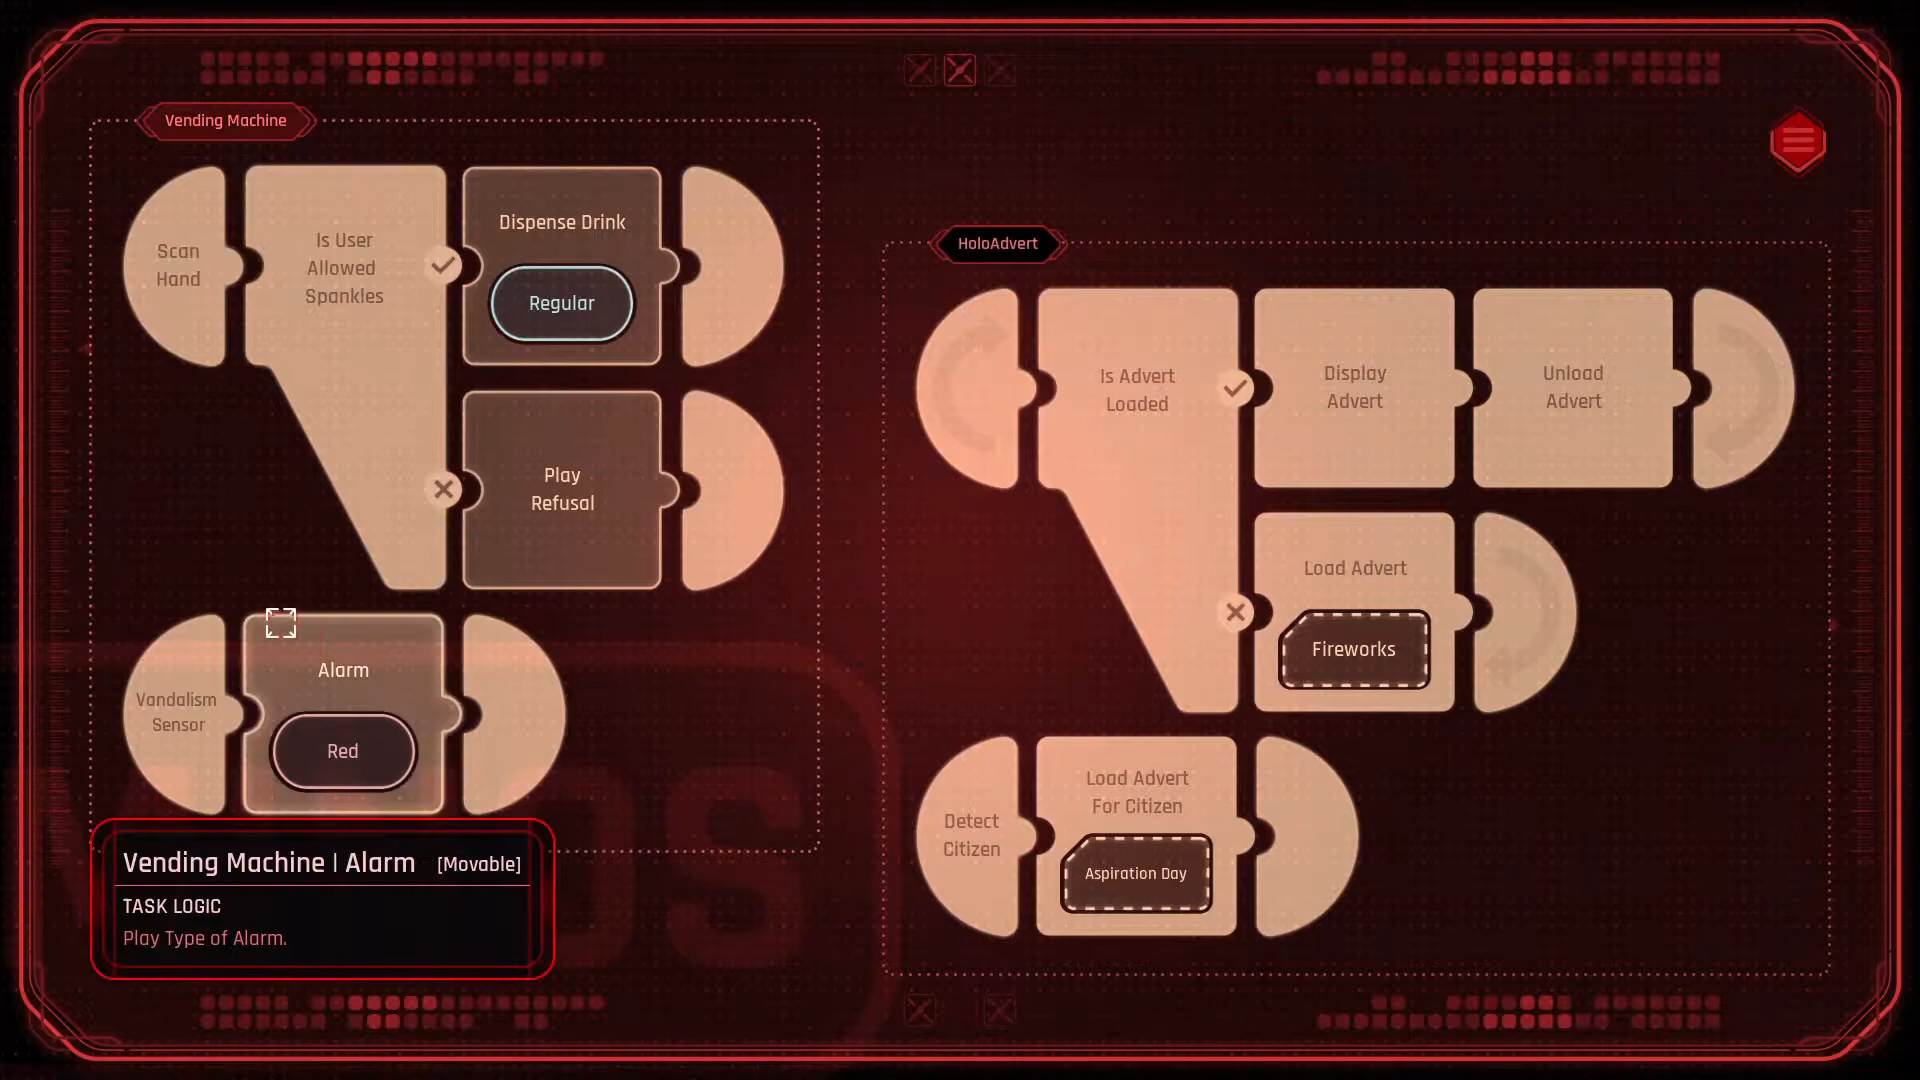 Vending Machine
Scan
Hand
Is User
Allowed
Spankles
Dispense Drink
Regular
Play
Refusal
Vandalism
Sensor
Alarm
Red
Vending Machine | Alarm [Movable]
TASK LOGIC
Play Type of Alarm.
HoloAdvert
Is Advert
Loaded
Display
Advert
Unload
Advert
Load Advert
Fireworks
Detect
Citizen
Load Advert
For Citizen
Aspiration Day